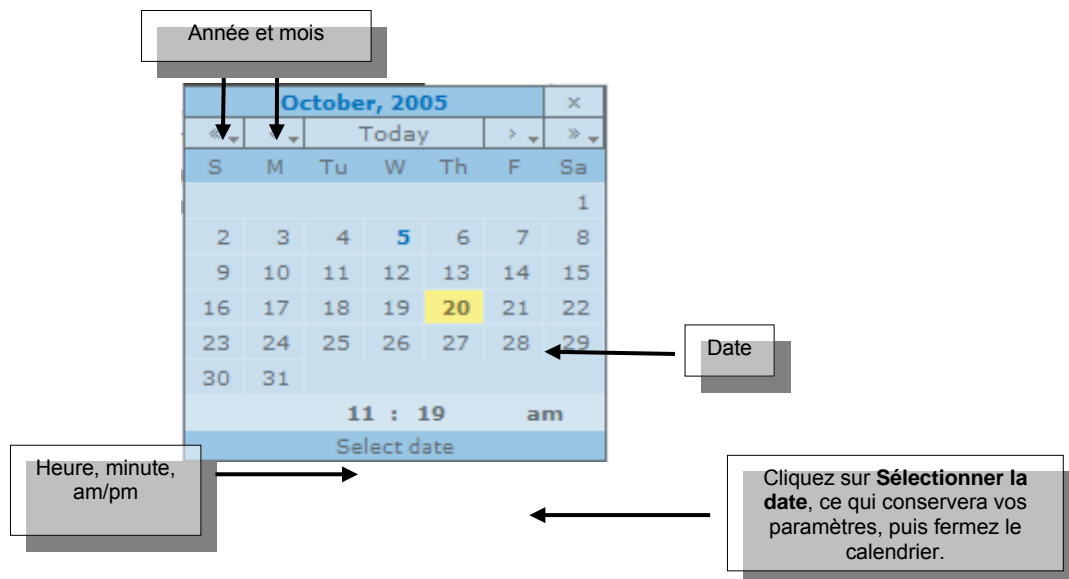 Année et mois
October, 2005 ×
« ‹ Today › »
S M Tu W Th F Sa
1
2 3 4 5 6 7 8
9 10 11 12 13 14 15
16 17 18 19 20 21 22
23 24 25 26 27 28 29
30 31
11 : 19 am
Select date
Date
Heure, minute,
am/pm
Cliquez sur Sélectionner la
date, ce qui conservera vos
paramètres, puis fermez le
calendrier.